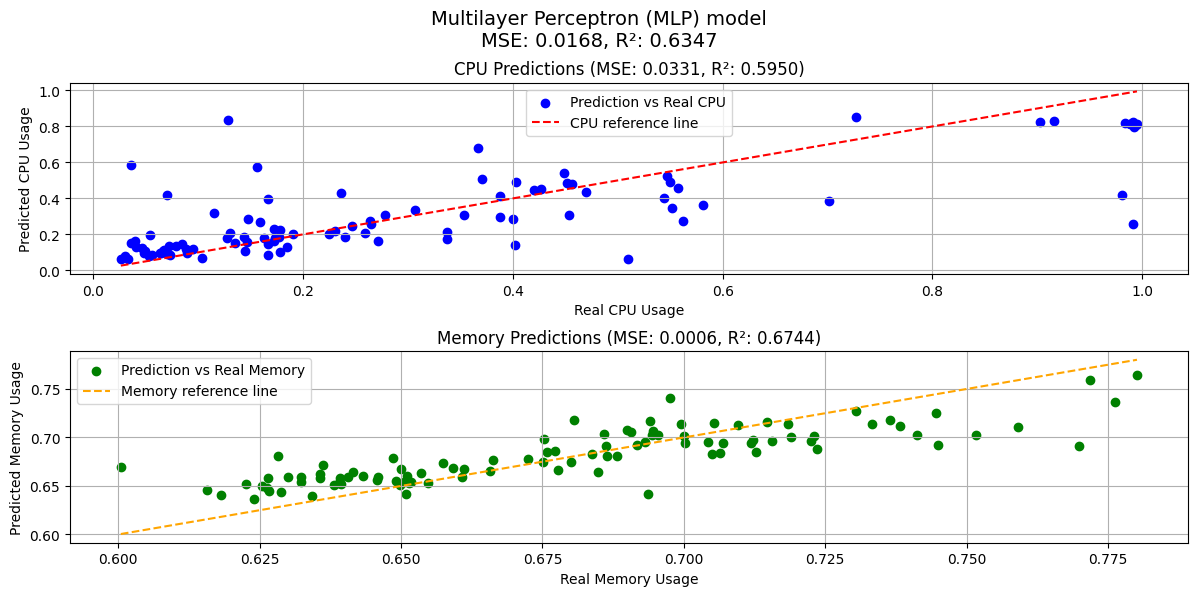 Multilayer Perceptron (MLP) model
MSE: 0.0168, R²: 0.6347
CPU Predictions (MSE: 0.0331, R²: 0.5950)
Predicted CPU Usage
1.0
0.8
0.6
0.4
0.2
0.0
Prediction vs Real CPU
CPU reference line
0.0 0.2 0.4 0.6 0.8 1.0
Real CPU Usage
Memory Predictions (MSE: 0.0006, R²: 0.6744)
Predicted Memory Usage
0.75
0.70
0.65
0.60
Prediction vs Real Memory
Memory reference line
0.600 0.625 0.650 0.675 0.700 0.725 0.750 0.775
Real Memory Usage